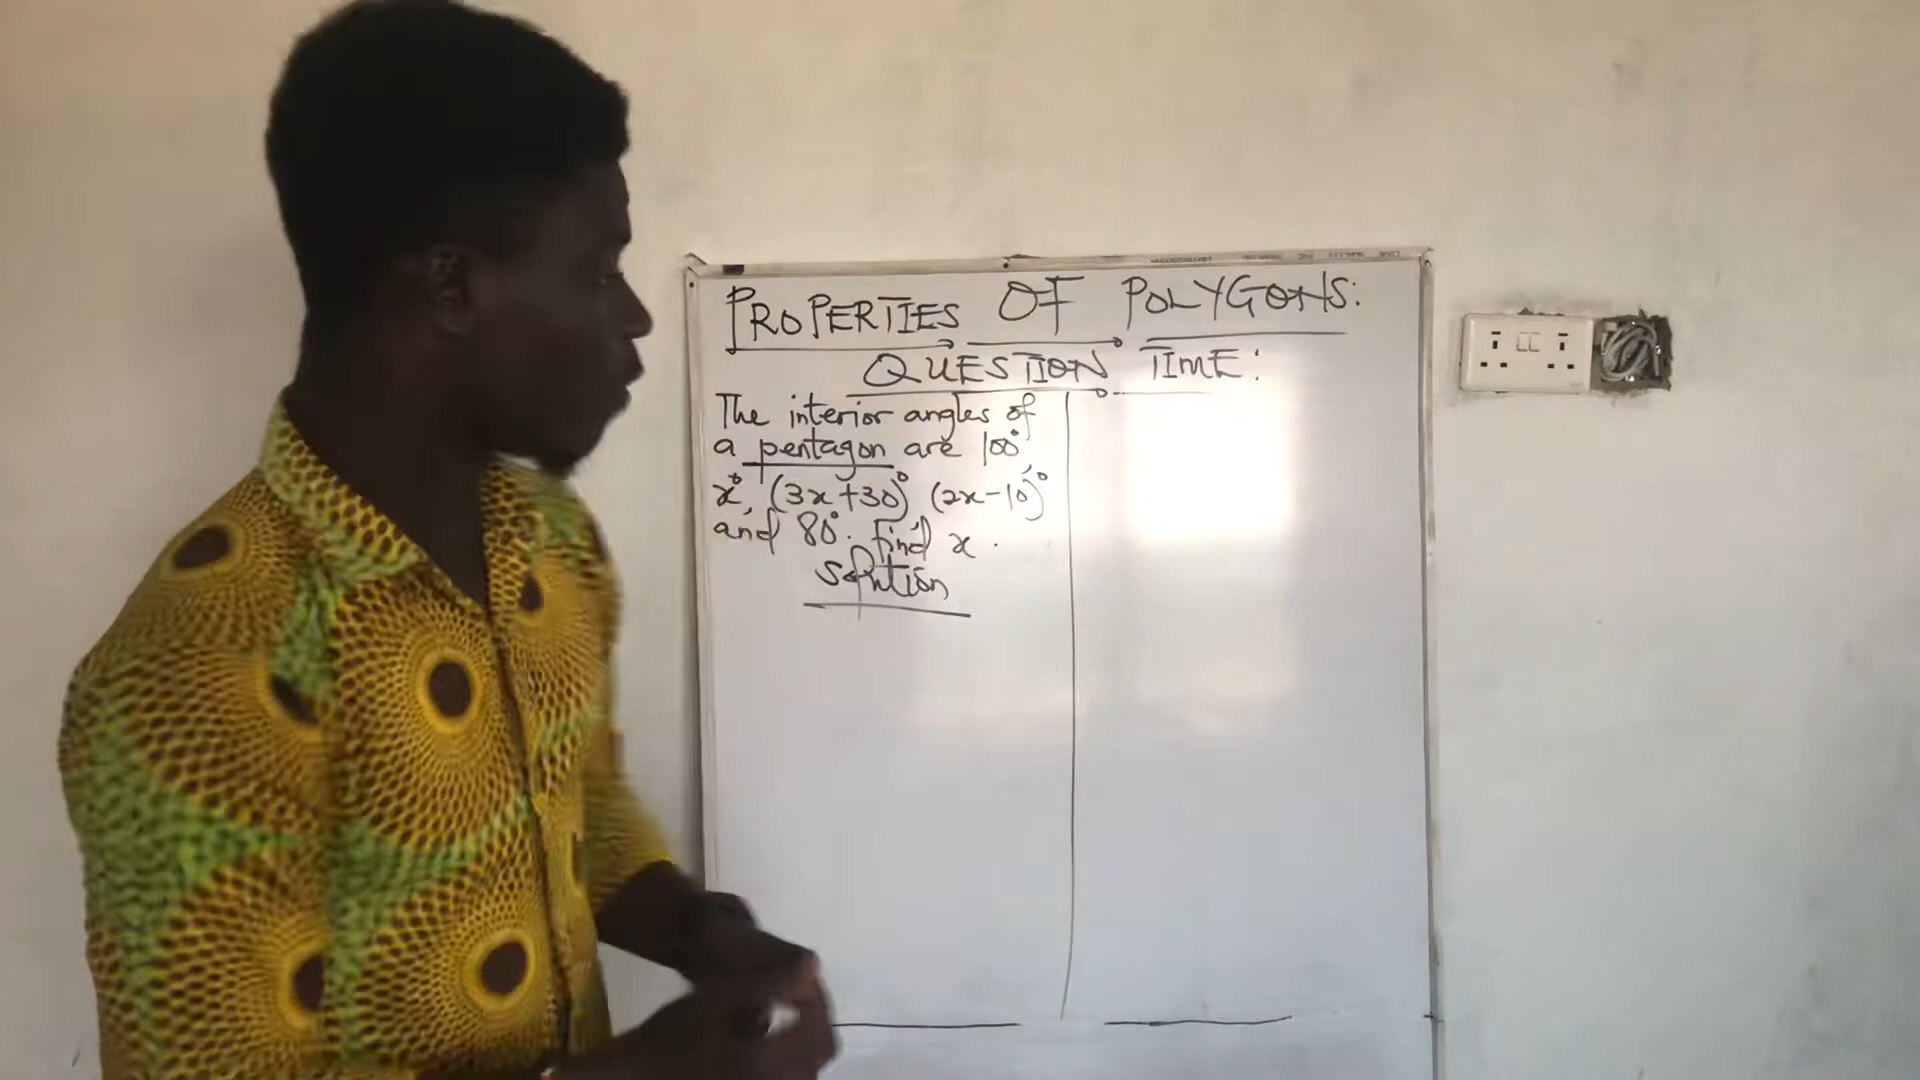 PROPERTIES OF POLYGONS:
QUESTION TIME:
The interior angles of
a pentagon are 100°,
x°, (3x+30)°, (2x-10)°
and 80°. Find x.
Solution